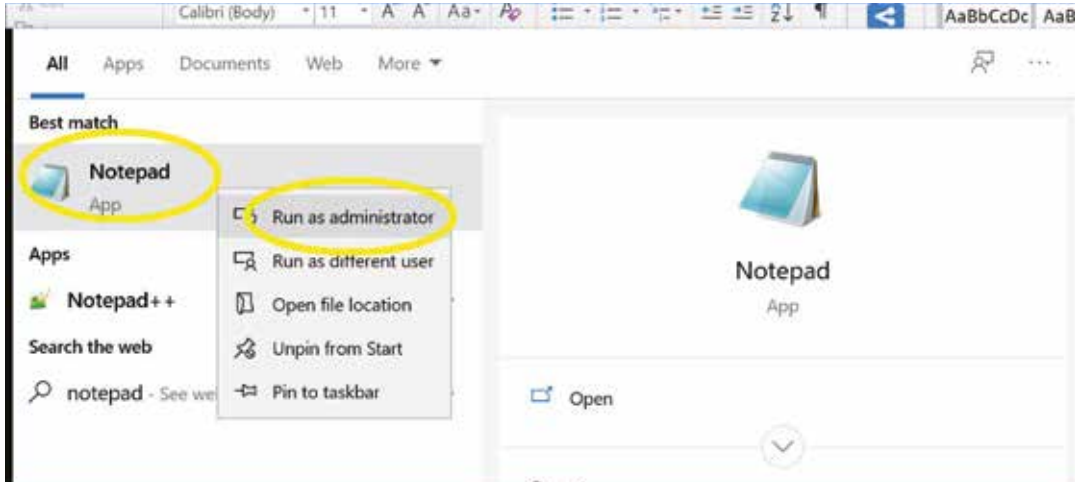 Calibri (Body) 11 A A Aa
AaBbCcDc AaB
All Apps Documents Web More
Best match
Notepad
App
Run as administrator
Apps
Run as different user
Notepad++
Open file location
Search the web
Unpin from Start
notepad - See we
Pin to taskbar
Notepad
App
Open